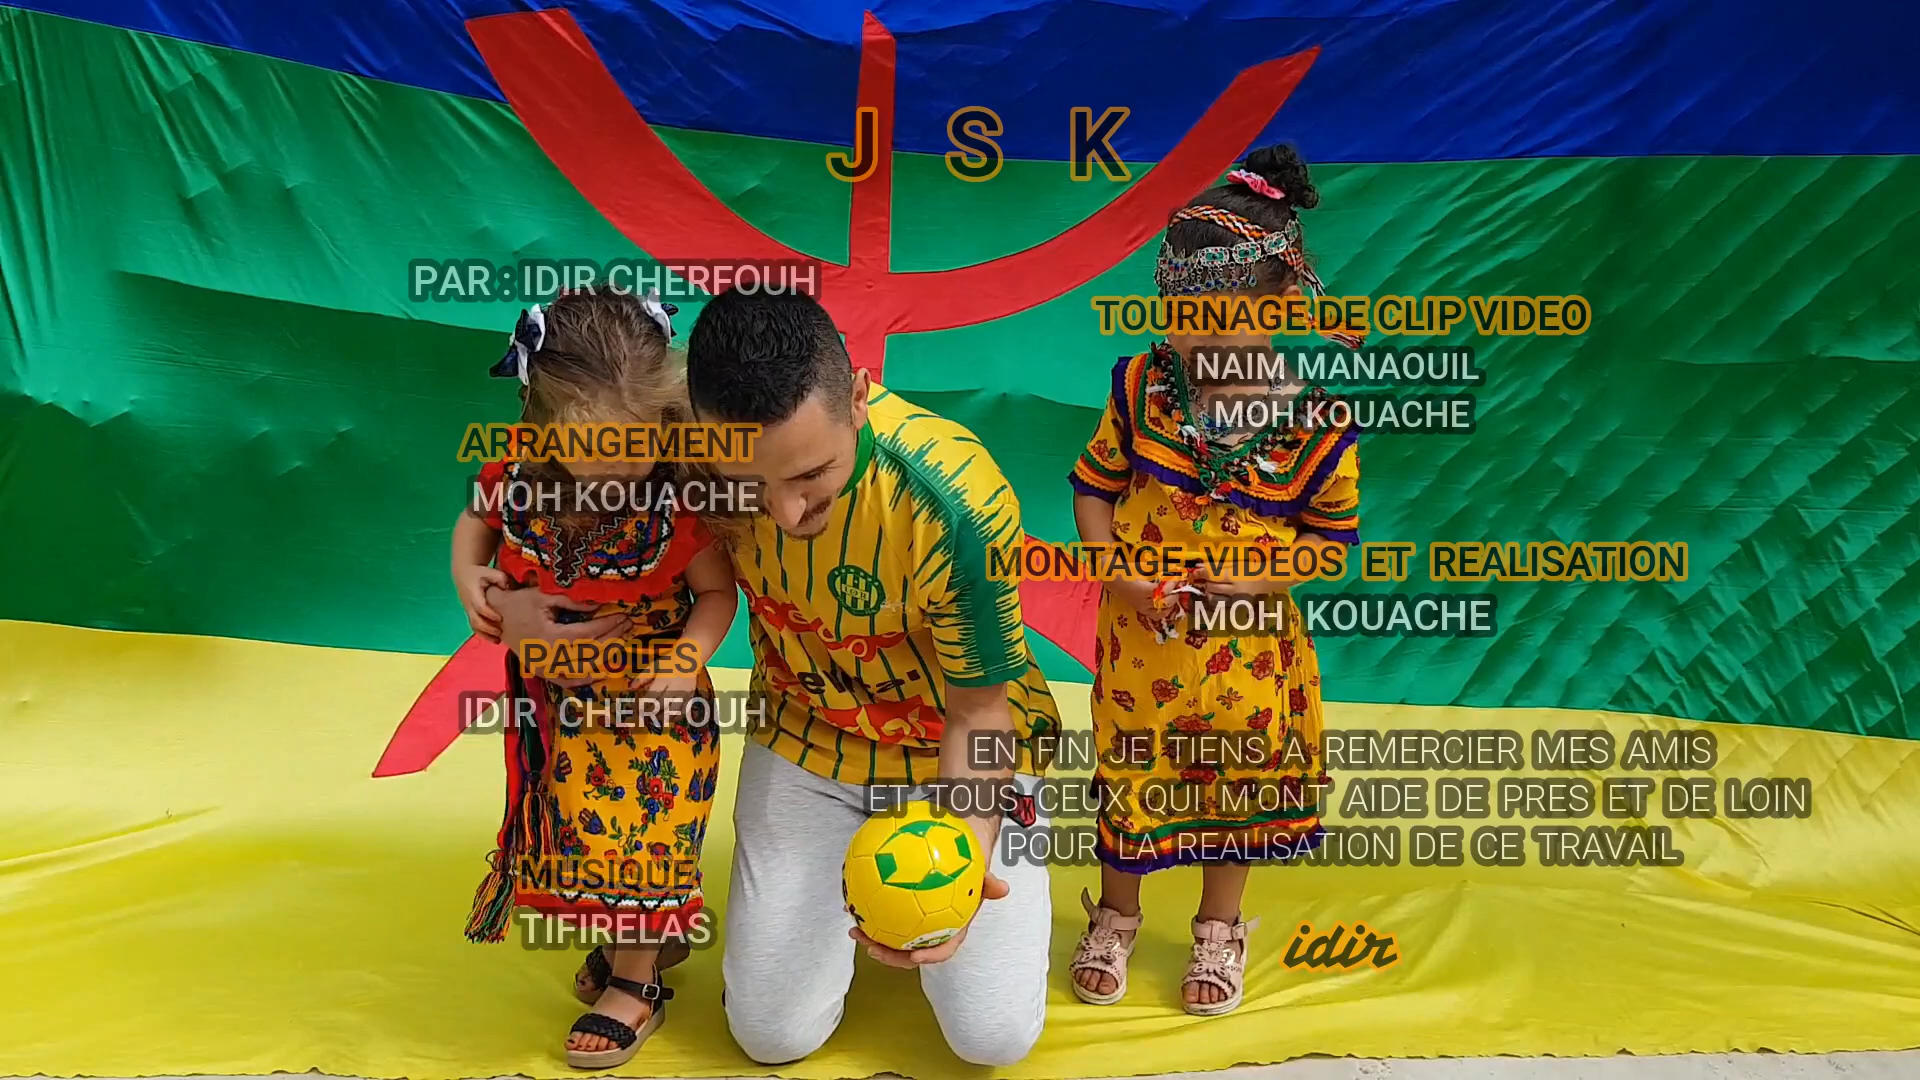 J S K
PAR : IDIR CHERFOUH
ARRANGEMENT
MOH KOUACHE
PAROLES
IDIR CHERFOUH
MUSIQUE
TIFIRELAS
TOURNAGE DE CLIP VIDEO
NAIM MANAOUIL
MOH KOUACHE
MONTAGE VIDEOS ET REALISATION
MOH KOUACHE
EN FIN JE TIENS A REMERCIER MES AMIS
ET TOUS CEUX QUI M'ONT AIDE DE PRES ET DE LOIN
POUR LA REALISATION DE CE TRAVAIL
idir